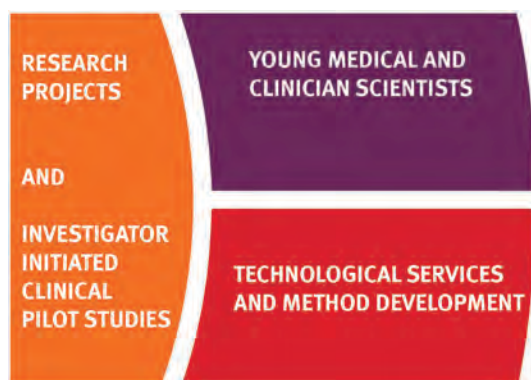 RESEARCH
PROJECTS
AND
INVESTIGATOR
INITIATED
CLINICAL
PILOT STUDIES
YOUNG MEDICAL AND
CLINICIAN SCIENTISTS
TECHNOLOGICAL SERVICES
AND METHOD DEVELOPMENT